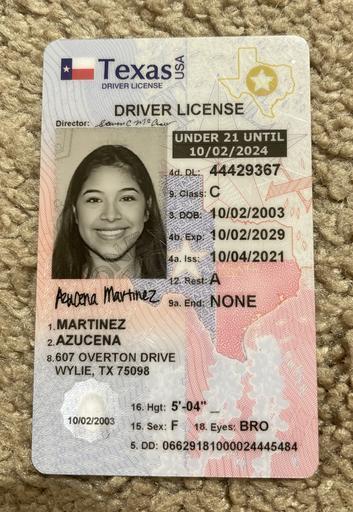 Texas USA
DRIVER LICENSE
DRIVER LICENSE
Director:
UNDER 21 UNTIL
10/02/2024
4d. DL: 44429367
9. Class: C
3. DOB: 10/02/2003
4b. Exp: 10/02/2029
4a. Iss: 10/04/2021
12. Rest: A
9a. End: NONE
Azucena Martinez
1. MARTINEZ
2. AZUCENA
8. 607 OVERTON DRIVE
WYLIE, TX 75098
10/02/2003
16. Hgt: 5'-04" _
15. Sex: F 18. Eyes: BRO
5. DD: 06629181000024445484